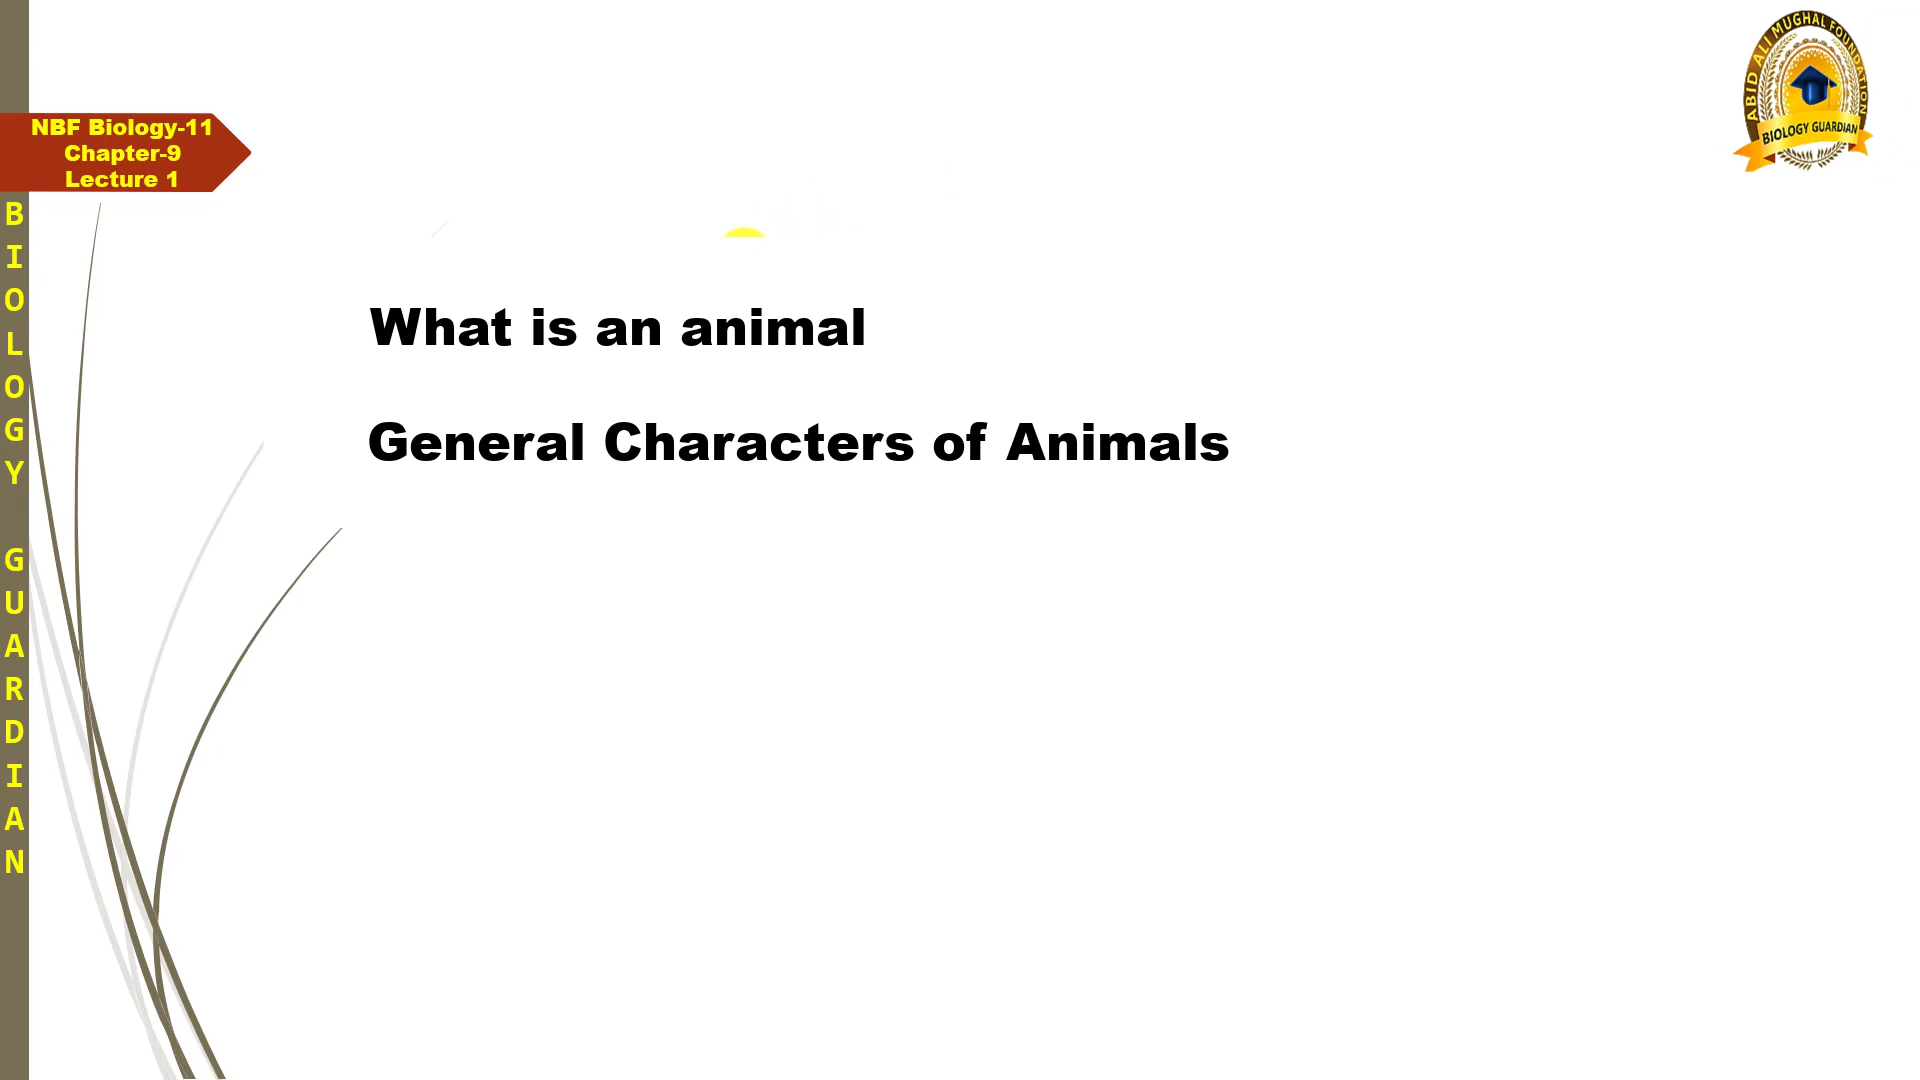 NBF Biology-11
Chapter-9
Lecture 1
ABID ALI MUGHAL FOUNDATION
BIOLOGY GUARDIAN
BIOLOGY GUARDIAN
What is an animal
General Characters of Animals